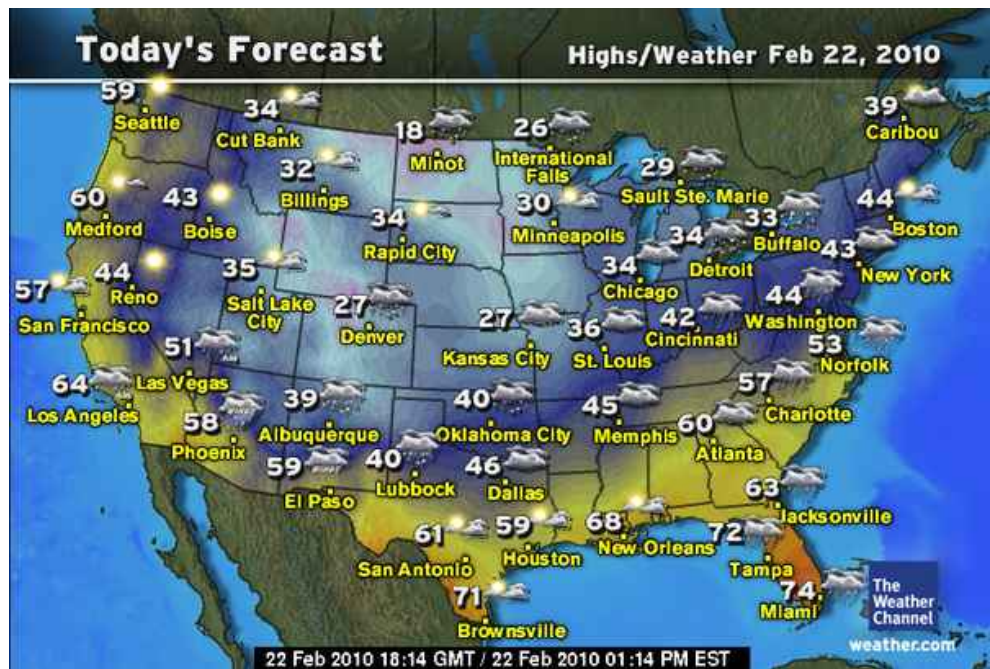 Today's Forecast
Highs/Weather Feb 22, 2010
59
Seattle
34
Cut Bank
18
Minot
26
International
Falls
39
Caribou
32
Billings
29
Sault Ste. Marie
60
Medford
43
Boise
34
Rapid City
30
Minneapolis
33
Buffalo
44
Boston
34
Detroit
43
New York
57
San Francisco
44
Reno
35
Salt Lake
City
34
Chicago
27
Denver
27
Kansas City
36
St. Louis
42
Cincinnati
44
Washington
51
AM
Las Vegas
53
Norfolk
64
AM
Los Angeles
58
WINDY
Phoenix
39
Albuquerque
40
Oklahoma City
45
Memphis
57
Charlotte
60
Atlanta
59
WINDY
El Paso
40
Lubbock
46
Dallas
63
Jacksonville
61
San Antonio
59
Houston
68
New Orleans
72
Tampa
71
Brownsville
74
Miami
The
Weather
Channel
weather.com
22 Feb 2010 18:14 GMT / 22 Feb 2010 01:14 PM EST